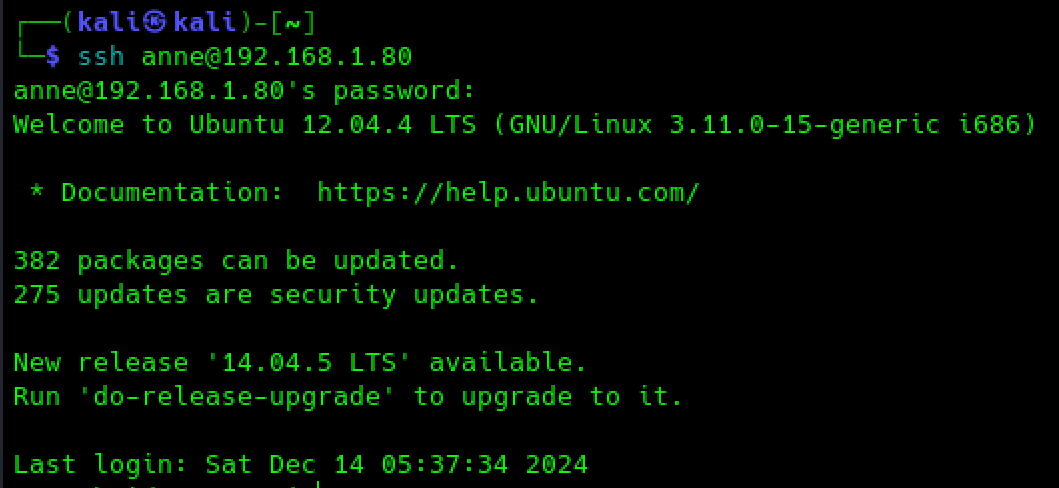 ┌──(kali㉿kali)-[~]
└─$ ssh anne@192.168.1.80
anne@192.168.1.80's password:
Welcome to Ubuntu 12.04.4 LTS (GNU/Linux 3.11.0-15-generic i686)
* Documentation:  https://help.ubuntu.com/
382 packages can be updated.
275 updates are security updates.
New release '14.04.5 LTS' available.
Run 'do-release-upgrade' to upgrade to it.
Last login: Sat Dec 14 05:37:34 2024